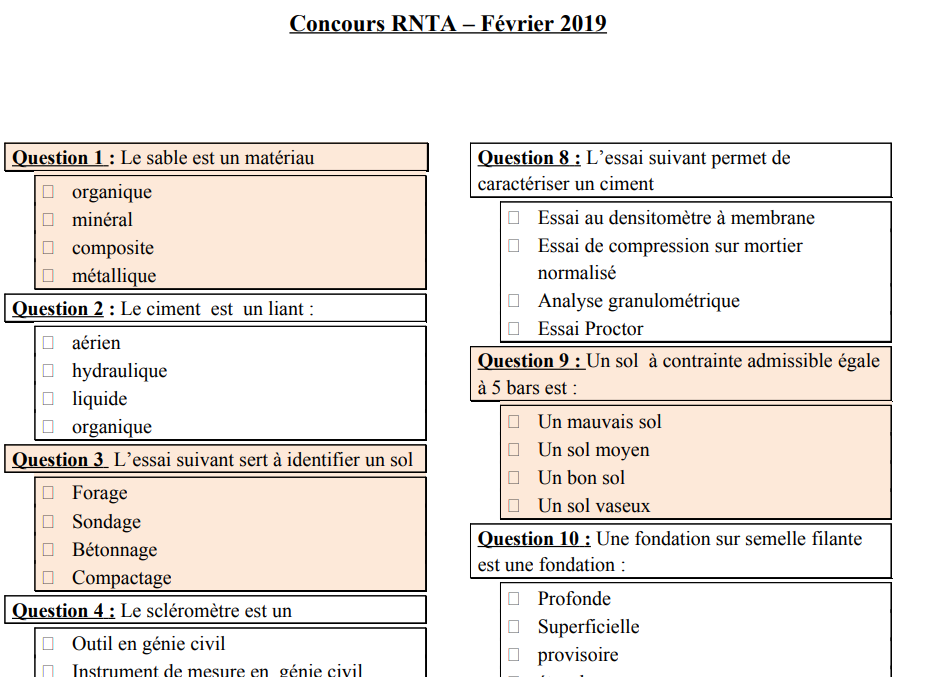 Concours RNTA – Février 2019
Question 1 : Le sable est un matériau
organique
minéral
composite
métallique
Question 2 : Le ciment est un liant :
aérien
hydraulique
liquide
organique
Question 3 L'essai suivant sert à identifier un sol
Forage
Sondage
Bétonnage
Compactage
Question 4 : Le scléromètre est un
Outil en génie civil
Instrument de mesure en génie civil
Question 8 : L'essai suivant permet de
caractériser un ciment
Essai au densitomètre à membrane
Essai de compression sur mortier
normalisé
Analyse granulométrique
Essai Proctor
Question 9 : Un sol à contrainte admissible égale
à 5 bars est :
Un mauvais sol
Un sol moyen
Un bon sol
Un sol vaseux
Question 10 : Une fondation sur semelle filante
est une fondation :
Profonde
Superficielle
provisoire